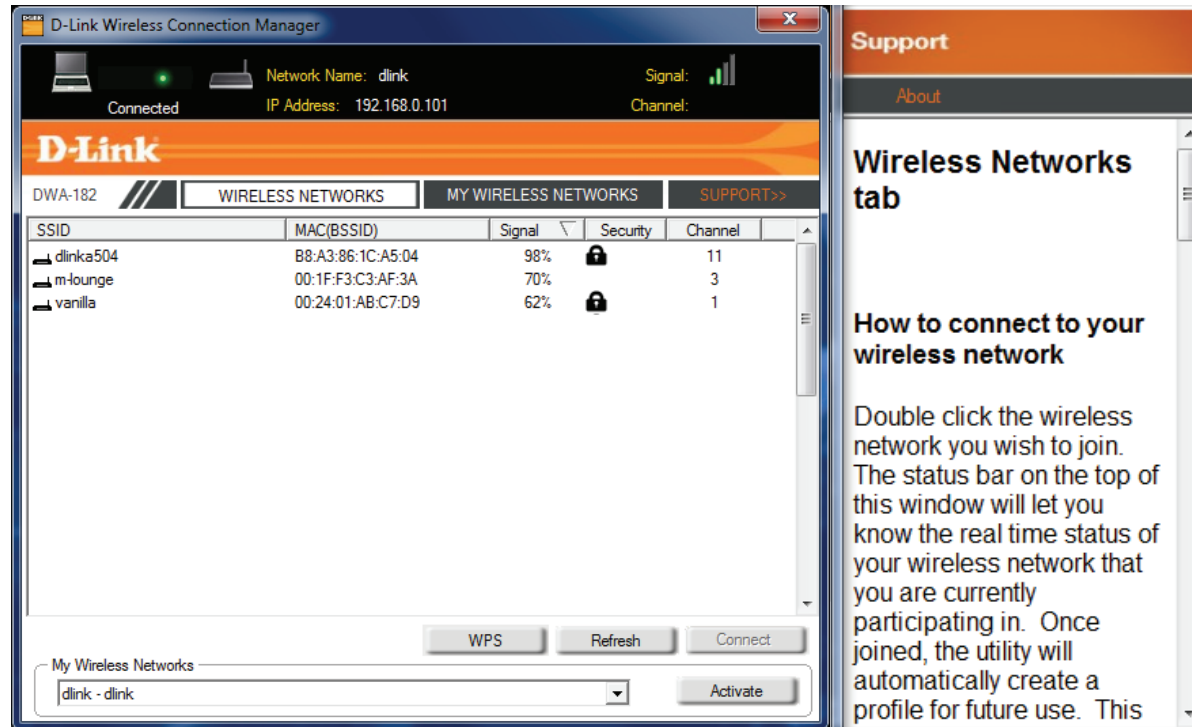 D-Link Wireless Connection Manager
Network Name: dlink Signal:
Connected IP Address: 192.168.0.101 Channel:
D-Link
DWA-182 WIRELESS NETWORKS MY WIRELESS NETWORKS SUPPORT>>
SSID MAC(BSSID) Signal Security Channel
dlinka504 B8:A3:86:1C:A5:04 98% 11
m-lounge 00:1F:F3:C3:AF:3A 70% 3
vanilla 00:24:01:AB:C7:D9 62% 1
WPS Refresh Connect
My Wireless Networks
dlink - dlink Activate
Support
About
Wireless Networks
tab
How to connect to your
wireless network
Double click the wireless
network you wish to join.
The status bar on the top of
this window will let you
know the real time status of
your wireless network that
you are currently
participating in. Once
joined, the utility will
automatically create a
profile for future use. This